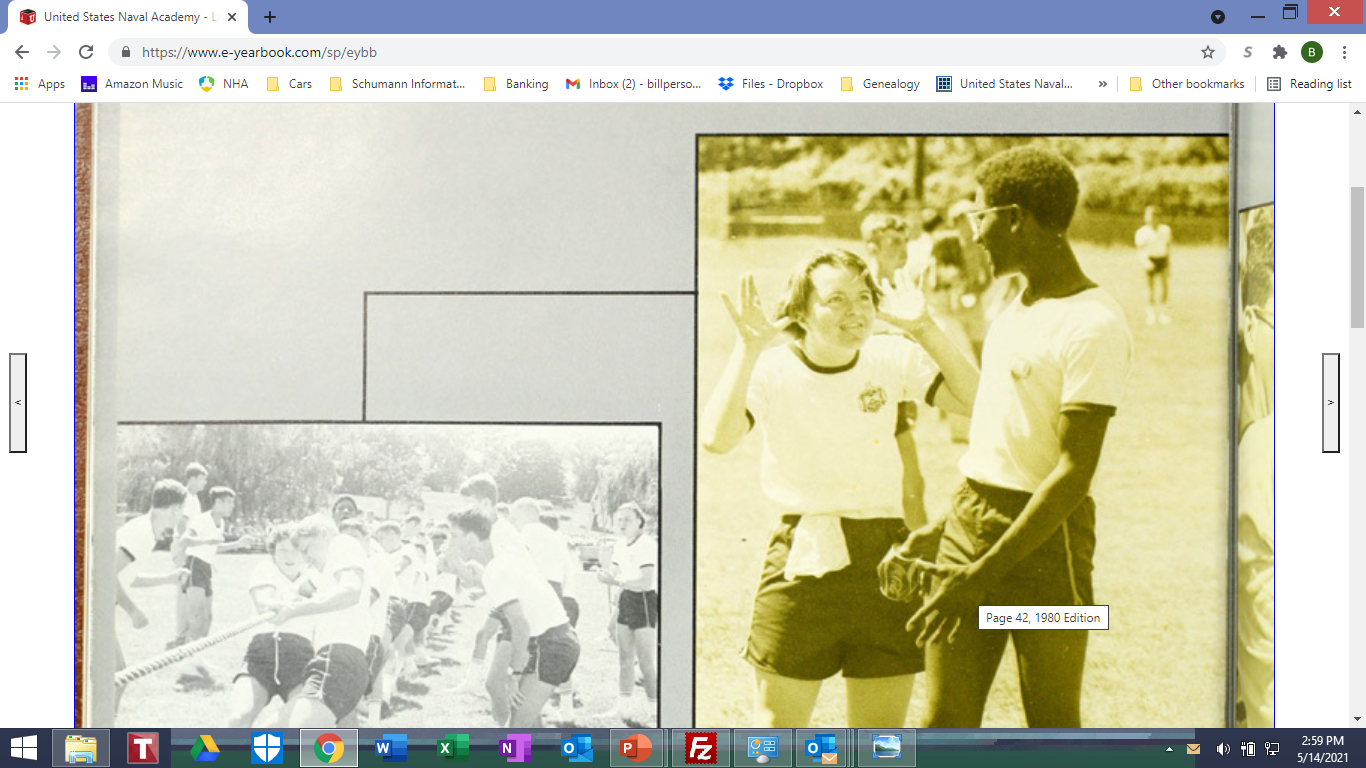 United States Naval Academy - L
https://www.e-yearbook.com/sp/eybb
S
B
Apps
Amazon Music
NHA
Cars
Schumann Informat...
Banking
Inbox (2) - billperso...
Files - Dropbox
Genealogy
United States Naval...
»
Other bookmarks
Reading list
<
>
Page 42, 1980 Edition
T
W
X
N
O
P
FZ
O
2:59 PM
5/14/2021